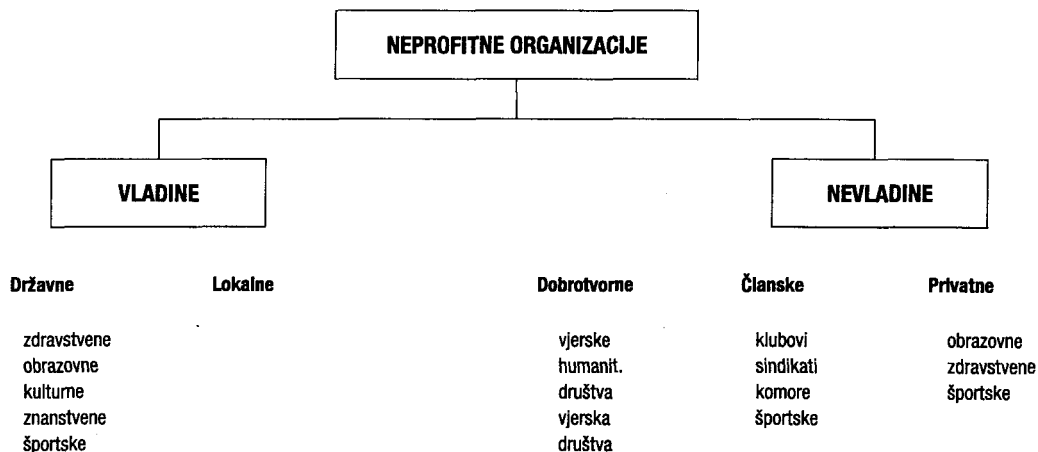 NEPROFITNE ORGANIZACIJE
VLADINE
NEVLADINE
Državne
Lokalne
Dobrotvorne
Članske
Privatne
zdravstvene
obrazovne
kulturne
znanstvene
športske
vjerske
humanit.
društva
vjerska
društva
klubovi
sindikati
komore
športske
obrazovne
zdravstvene
športske